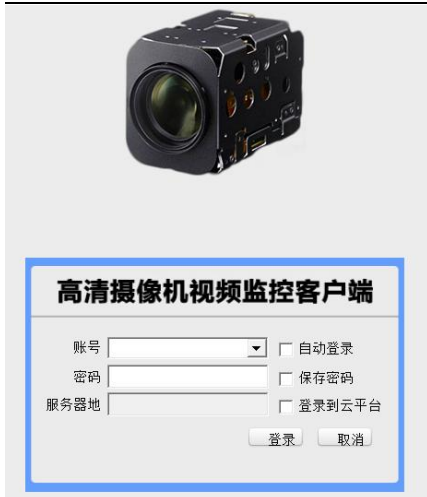 高清摄像机视频监控客户端
账号 自动登录
密码 保存密码
服务器地 登录到云平台
登录 取消